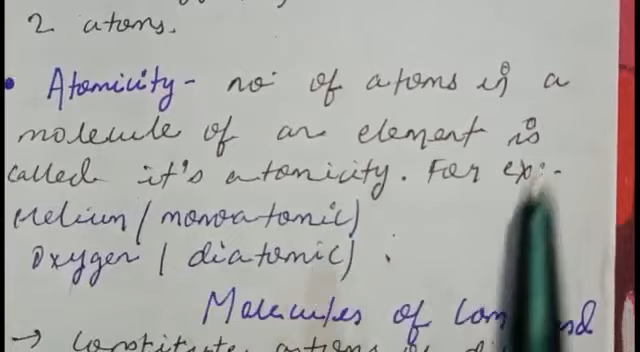 2 atoms.
• Atomicity - no. of atoms in a
molecule of an element is
called it's atomicity. For ex:-
Helium (monoatomic)
Oxygen (diatomic).
Molecules of
→ constitute